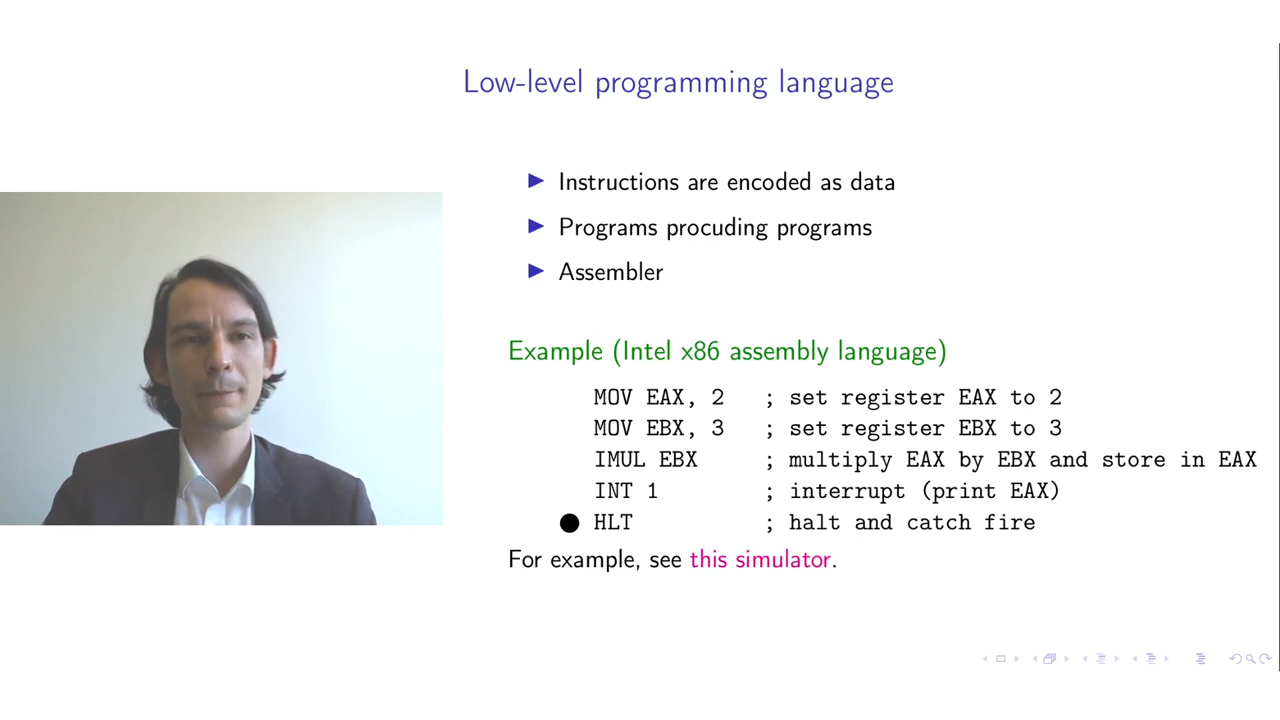 Low-level programming language
Instructions are encoded as data
Programs procuding programs
Assembler
Example (Intel x86 assembly language)
MOV EAX, 2 ; set register EAX to 2
MOV EBX, 3 ; set register EBX to 3
IMUL EBX ; multiply EAX by EBX and store in EAX
INT 1 ; interrupt (print EAX)
HLT ; halt and catch fire
For example, see this simulator.